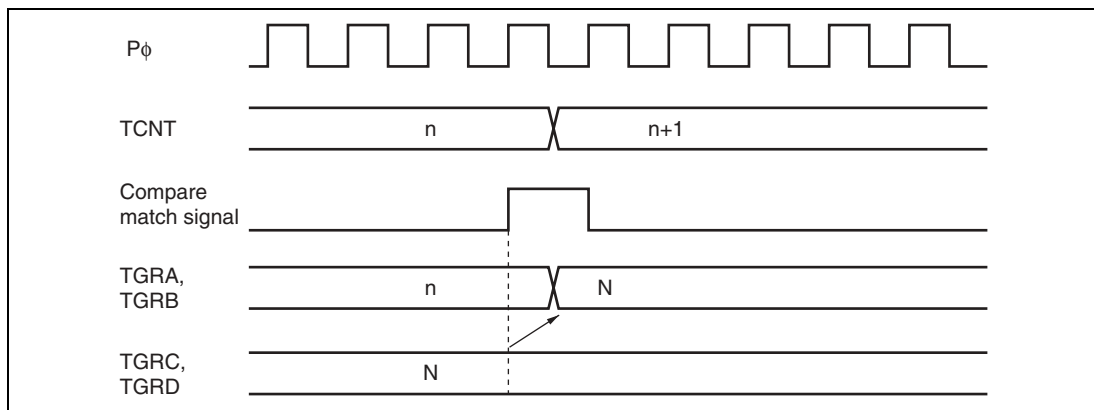 Pϕ
TCNT
n
n+1
Compare
match signal
TGRA,
TGRB
n
N
TGRC,
TGRD
N